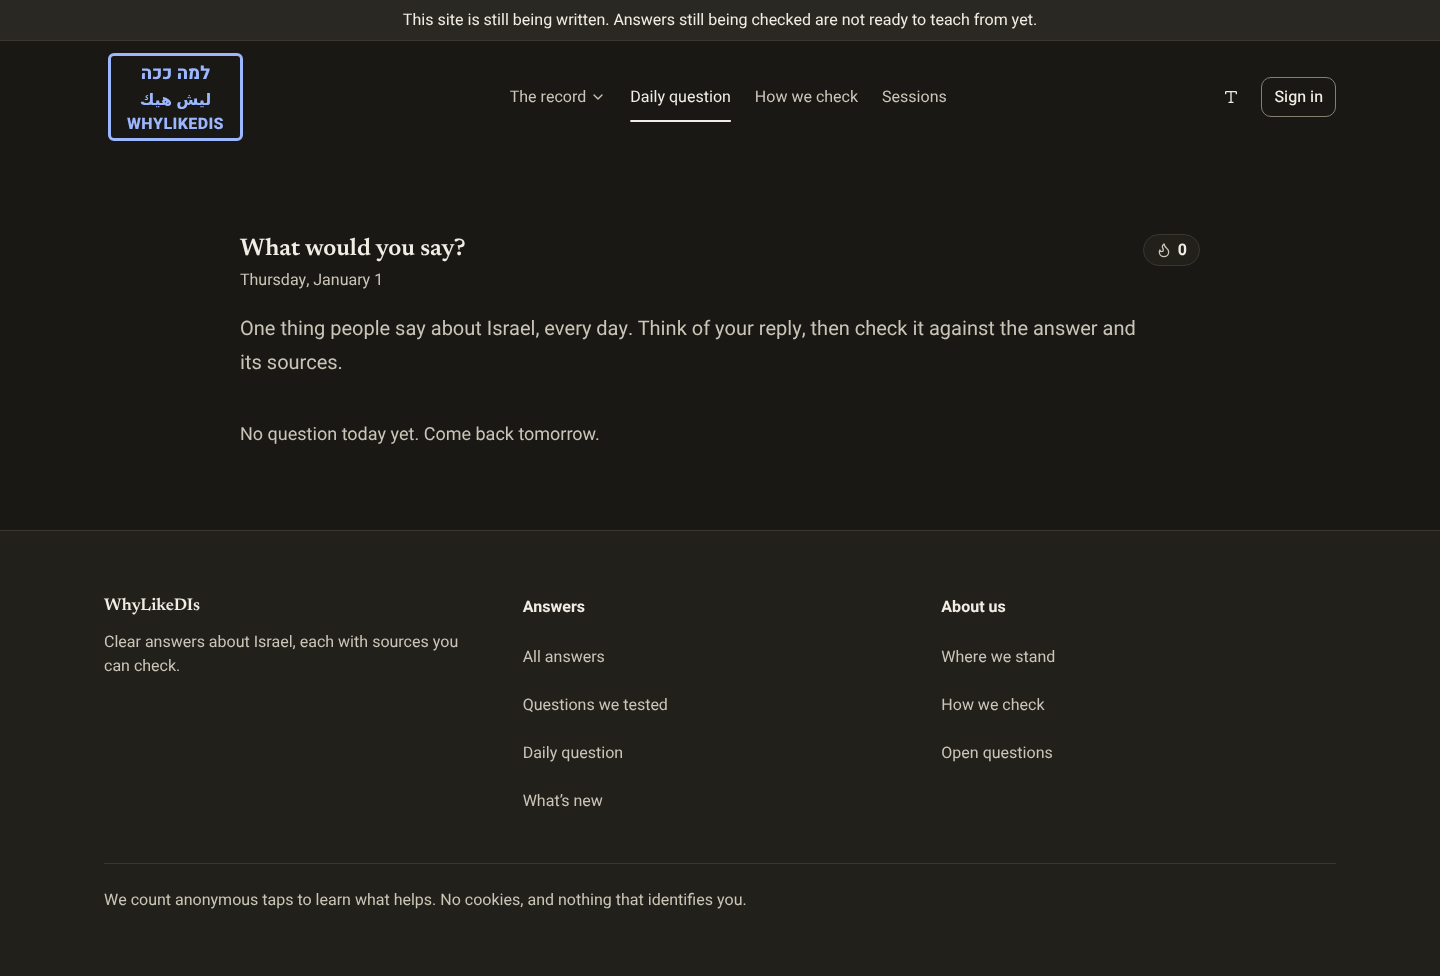 This site is still being written. Answers still being checked are not ready to teach from yet.
למה ככה
ليش هيك
WHYLIKEDIS
The record
Daily question
How we check
Sessions
T
Sign in
What would you say?
0
Thursday, January 1
One thing people say about Israel, every day. Think of your reply, then check it against the answer and
its sources.
No question today yet. Come back tomorrow.
WhyLikeDIs
Clear answers about Israel, each with sources you
can check.
Answers
All answers
Questions we tested
Daily question
What’s new
About us
Where we stand
How we check
Open questions
We count anonymous taps to learn what helps. No cookies, and nothing that identifies you.